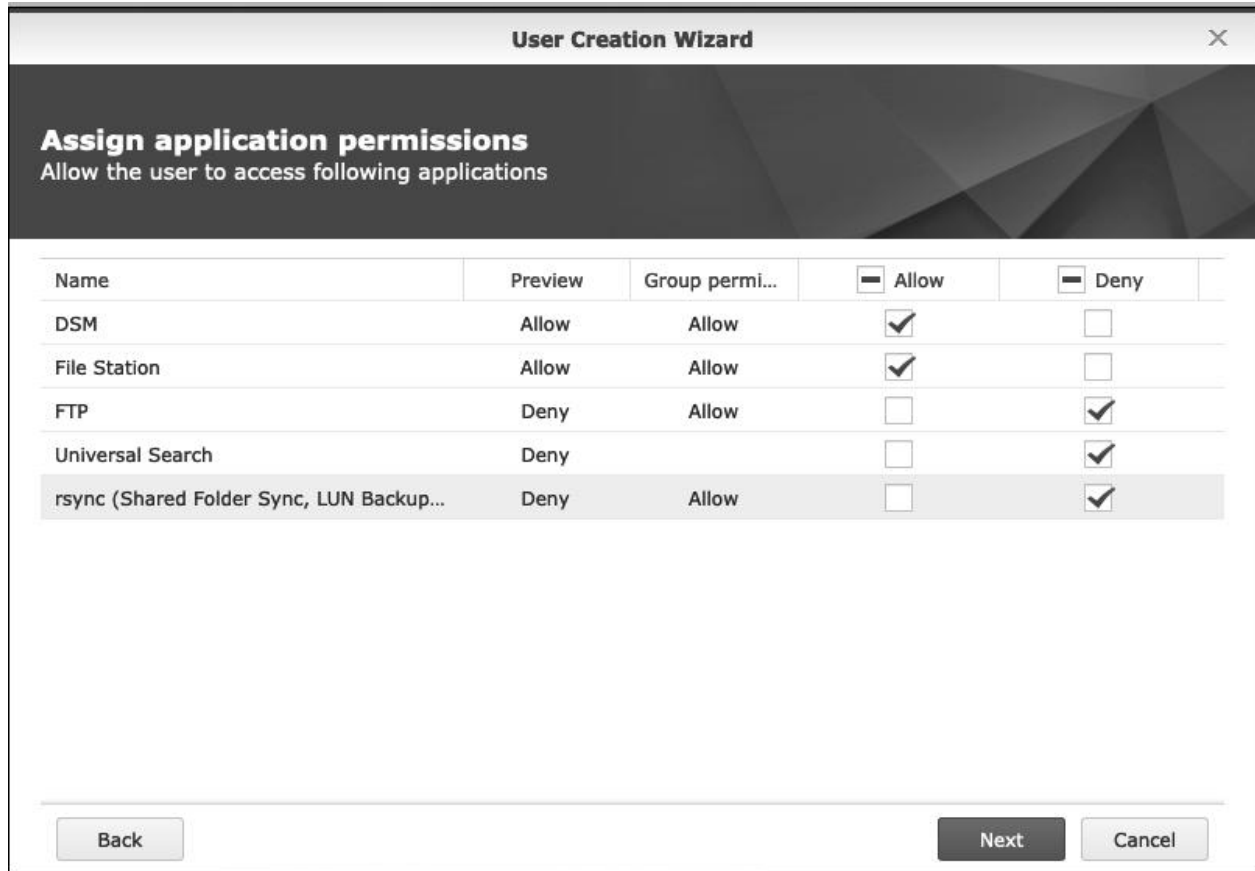 User Creation Wizard
Assign application permissions
Allow the user to access following applications
Name Preview Group permi... Allow Deny
DSM Allow Allow
File Station Allow Allow
FTP Deny Allow
Universal Search Deny
rsync (Shared Folder Sync, LUN Backup... Deny Allow
Back Next Cancel